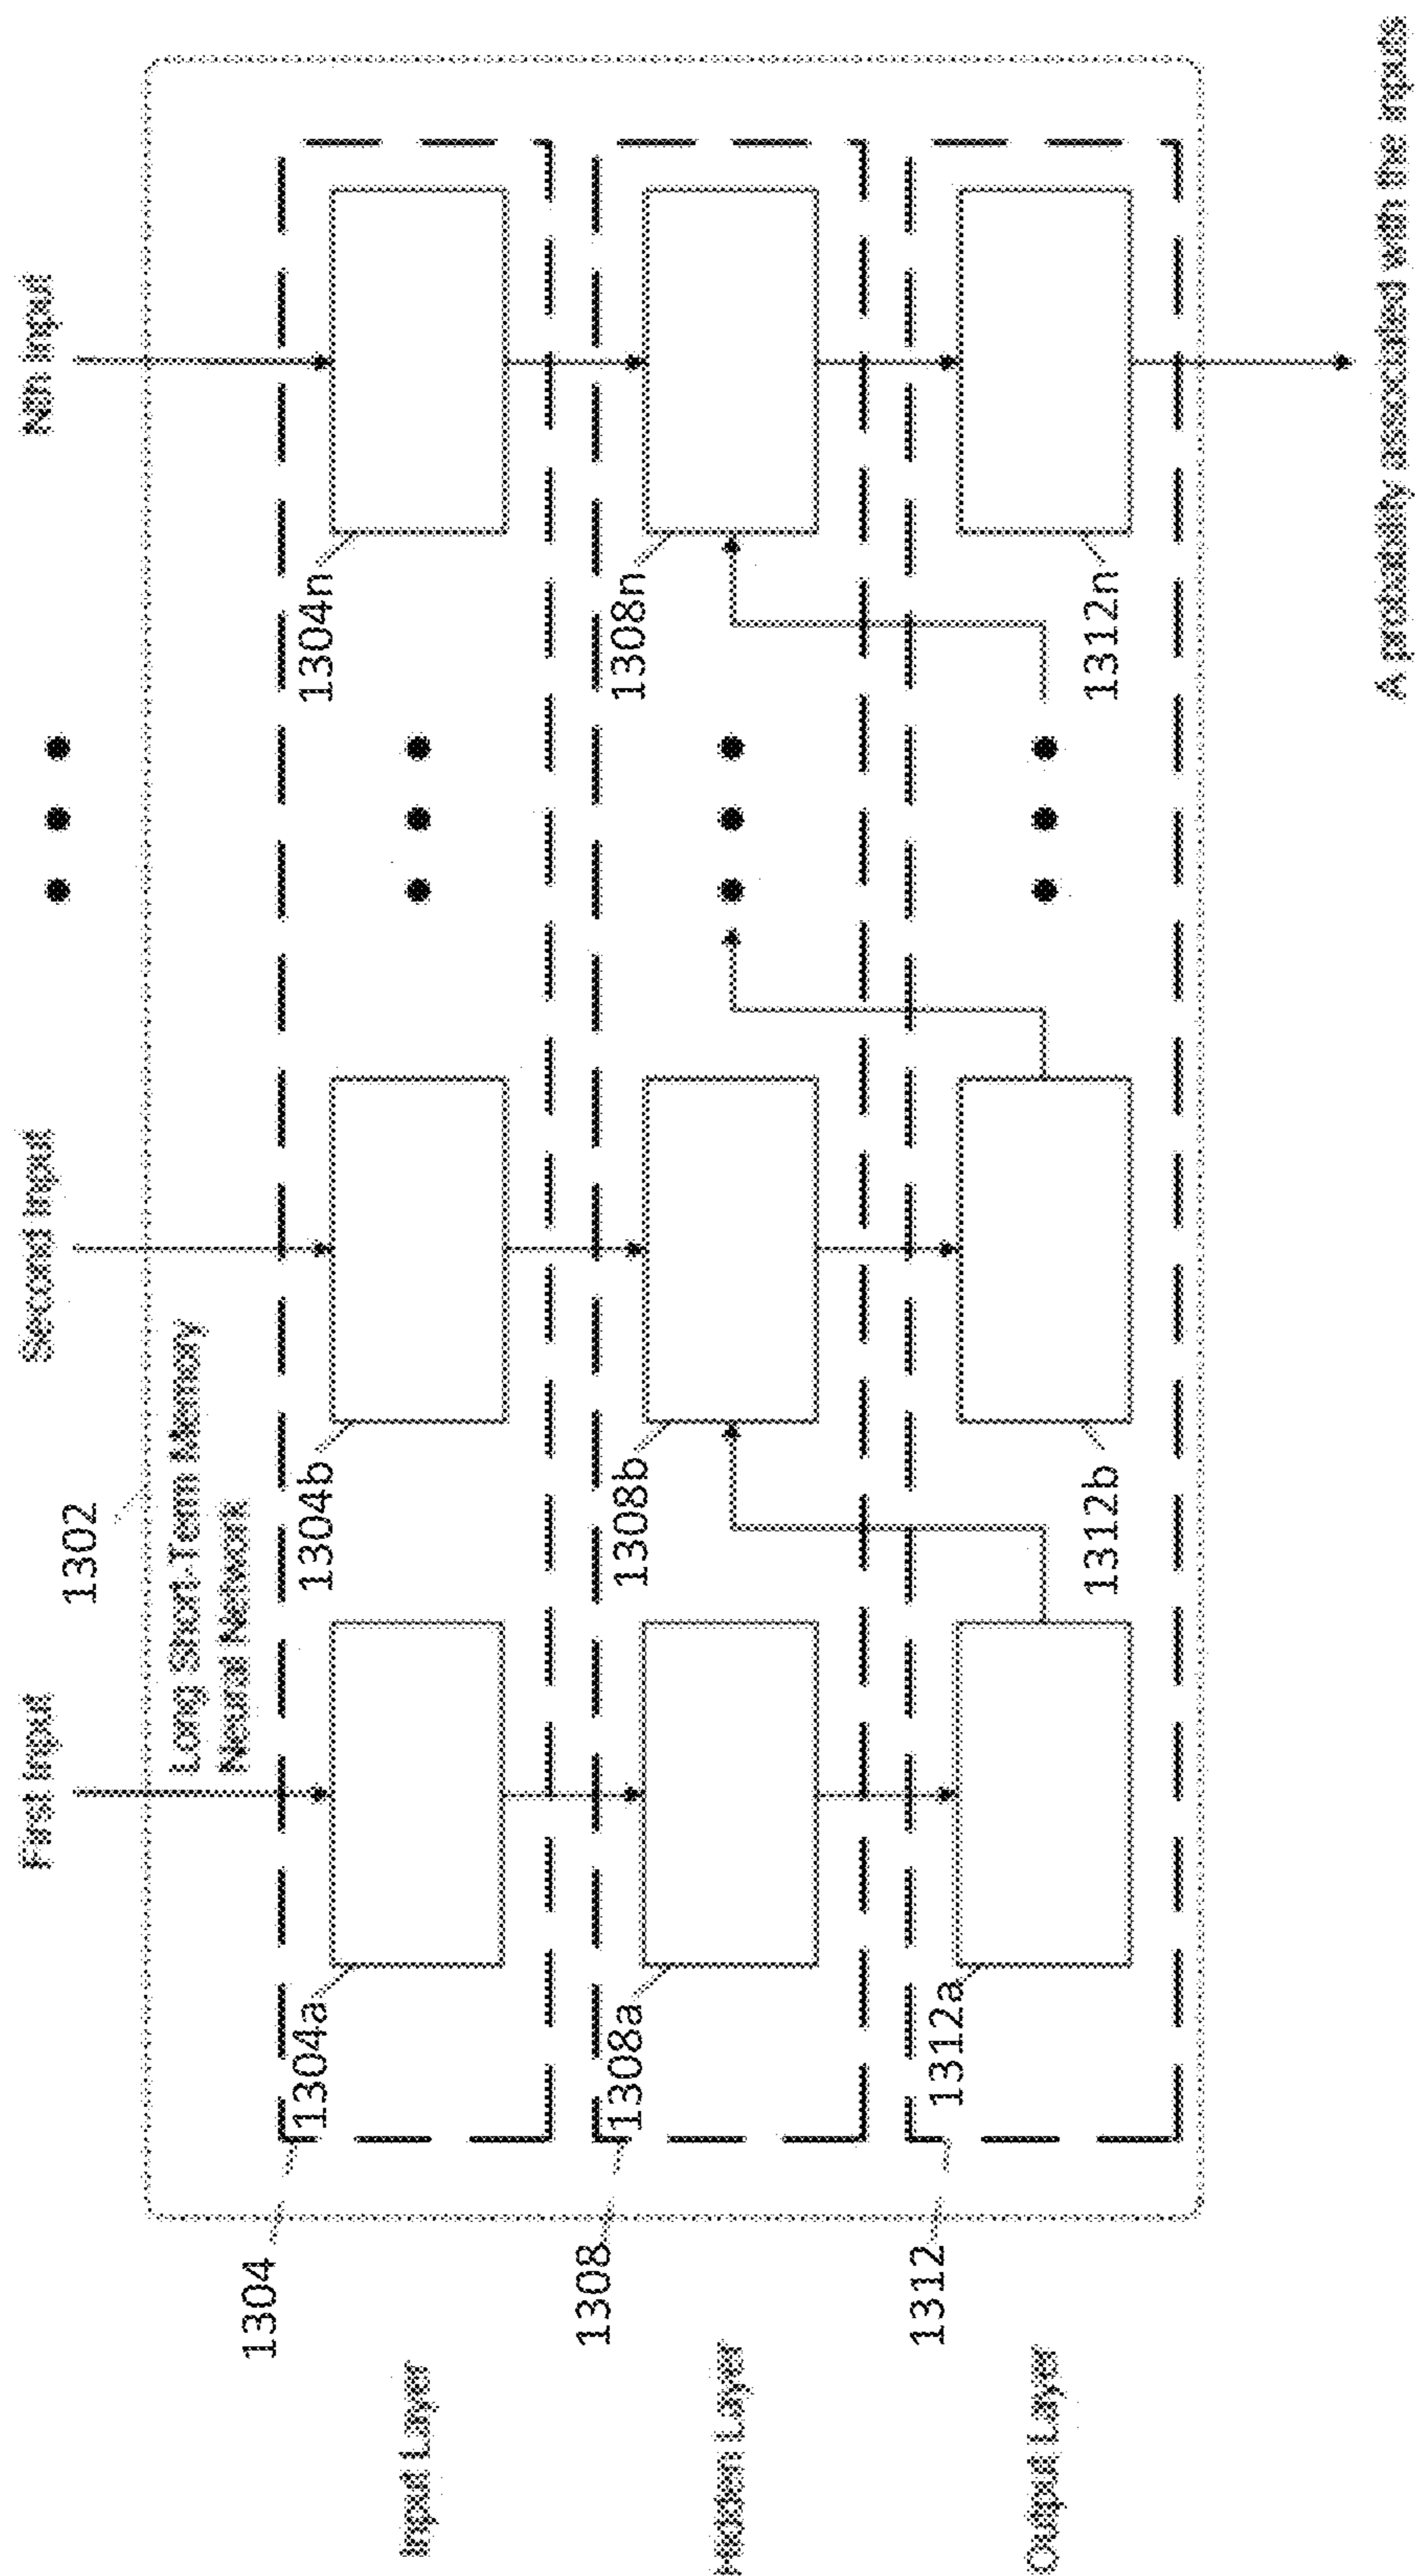 First Input
Second Input
Nth Input
1302
Long Short-Term Memory
Neural Network
1304
Input Layer
1304a
1304b
1304n
1308
Hidden Layer
1308a
1308b
1308n
1312
Output Layer
1312a
1312b
1312n
A probability associated with the inputs